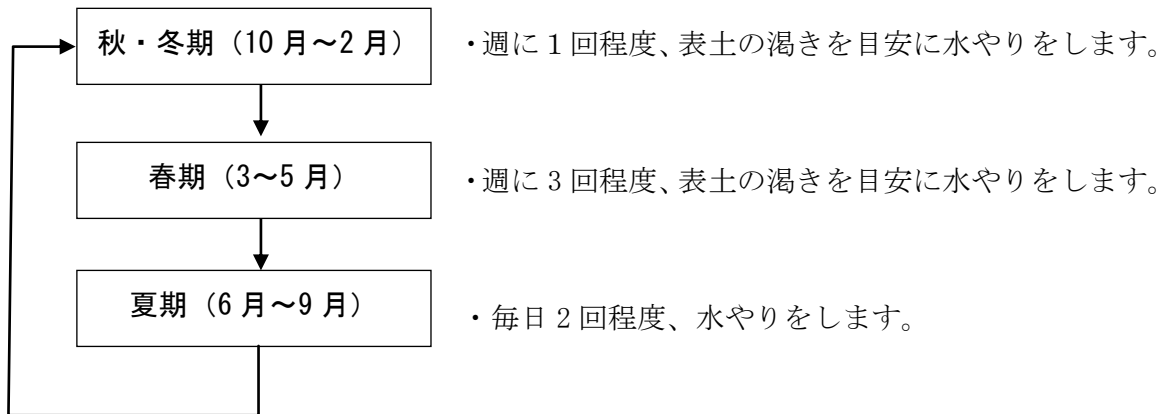 秋・冬期（10月～2月）
・週に1回程度、表土の渇きを目安に水やりをします。
春期（3～5月）
・週に3回程度、表土の渇きを目安に水やりをします。
夏期（6月～9月）
・毎日2回程度、水やりをします。